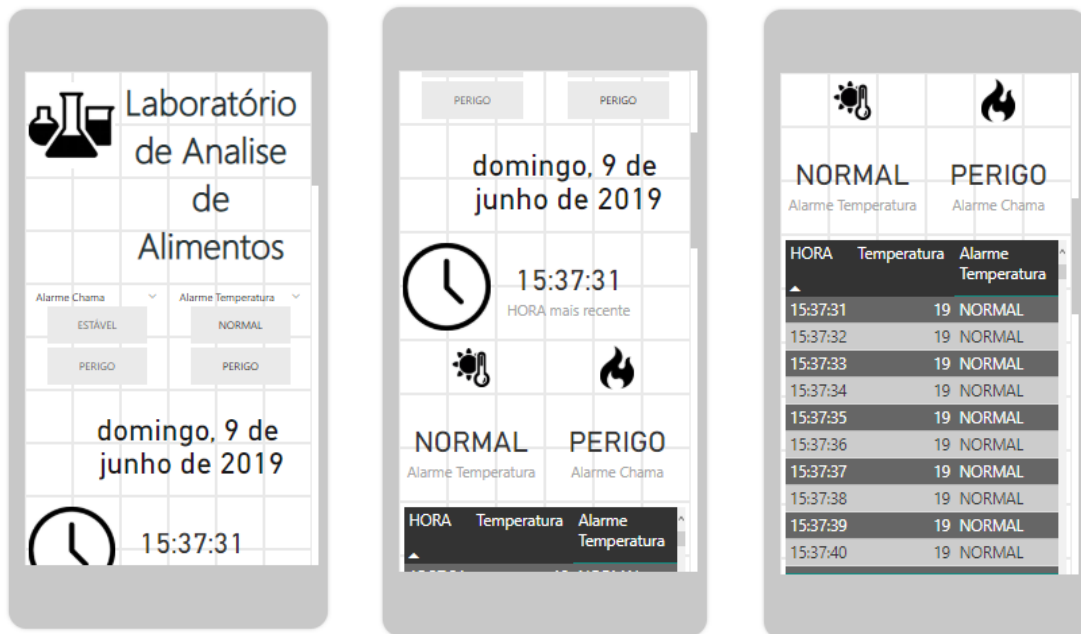 Laboratório
de Analise
de
Alimentos
Alarme Chama
Alarme Temperatura
ESTÁVEL
NORMAL
PERIGO
PERIGO
domingo, 9 de
junho de 2019
15:37:31
PERIGO
PERIGO
domingo, 9 de
junho de 2019
15:37:31
HORA mais recente
NORMAL
PERIGO
Alarme Temperatura
Alarme Chama
HORA Temperatura Alarme
Temperatura
NORMAL
PERIGO
Alarme Temperatura
Alarme Chama
HORA Temperatura Alarme
Temperatura
15:37:31 19 NORMAL
15:37:32 19 NORMAL
15:37:33 19 NORMAL
15:37:34 19 NORMAL
15:37:35 19 NORMAL
15:37:36 19 NORMAL
15:37:37 19 NORMAL
15:37:38 19 NORMAL
15:37:39 19 NORMAL
15:37:40 19 NORMAL